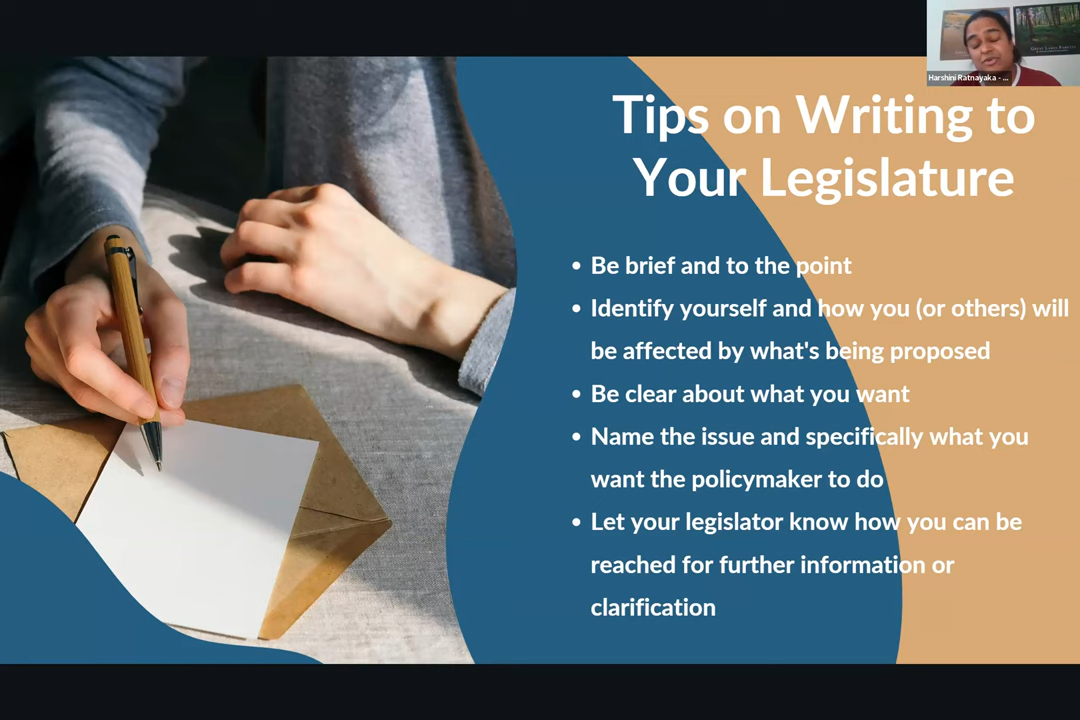 Harshini Ratnayaka - ...
Tips on Writing to
Your Legislature
• Be brief and to the point
• Identify yourself and how you (or others) will
be affected by what's being proposed
• Be clear about what you want
• Name the issue and specifically what you
want the policymaker to do
• Let your legislator know how you can be
reached for further information or
clarification